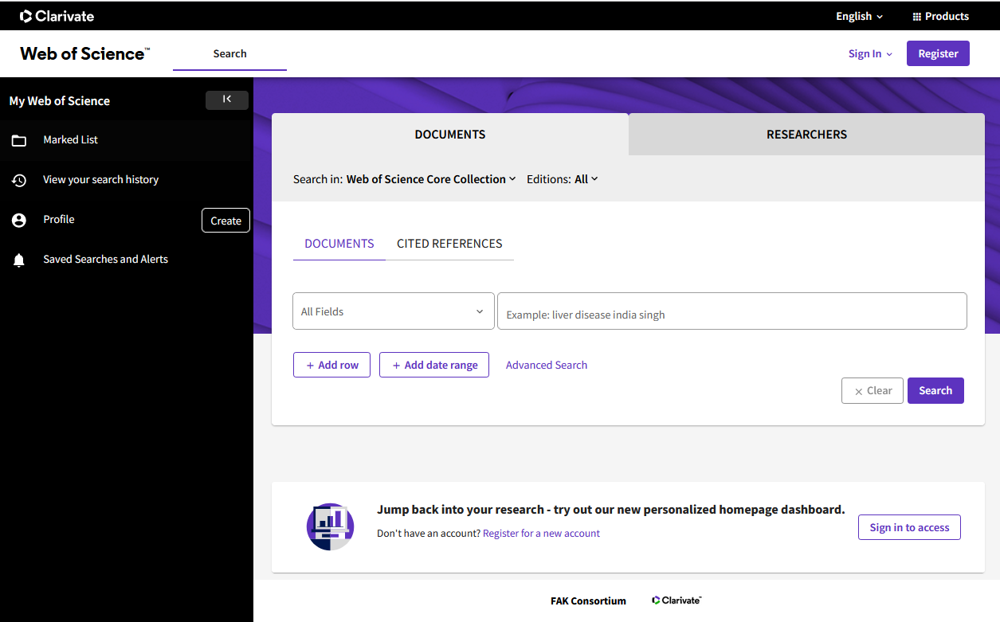 Clarivate
English
Products
Web of Science™
Search
Sign In
Register
My Web of Science
Marked List
View your search history
Profile
Create
Saved Searches and Alerts
DOCUMENTS
RESEARCHERS
Search in: Web of Science Core Collection
Editions: All
DOCUMENTS
CITED REFERENCES
All Fields
Example: liver disease india singh
+ Add row
+ Add date range
Advanced Search
× Clear
Search
Jump back into your research - try out our new personalized homepage dashboard.
Don't have an account? Register for a new account
Sign in to access
FAK Consortium
Clarivate™